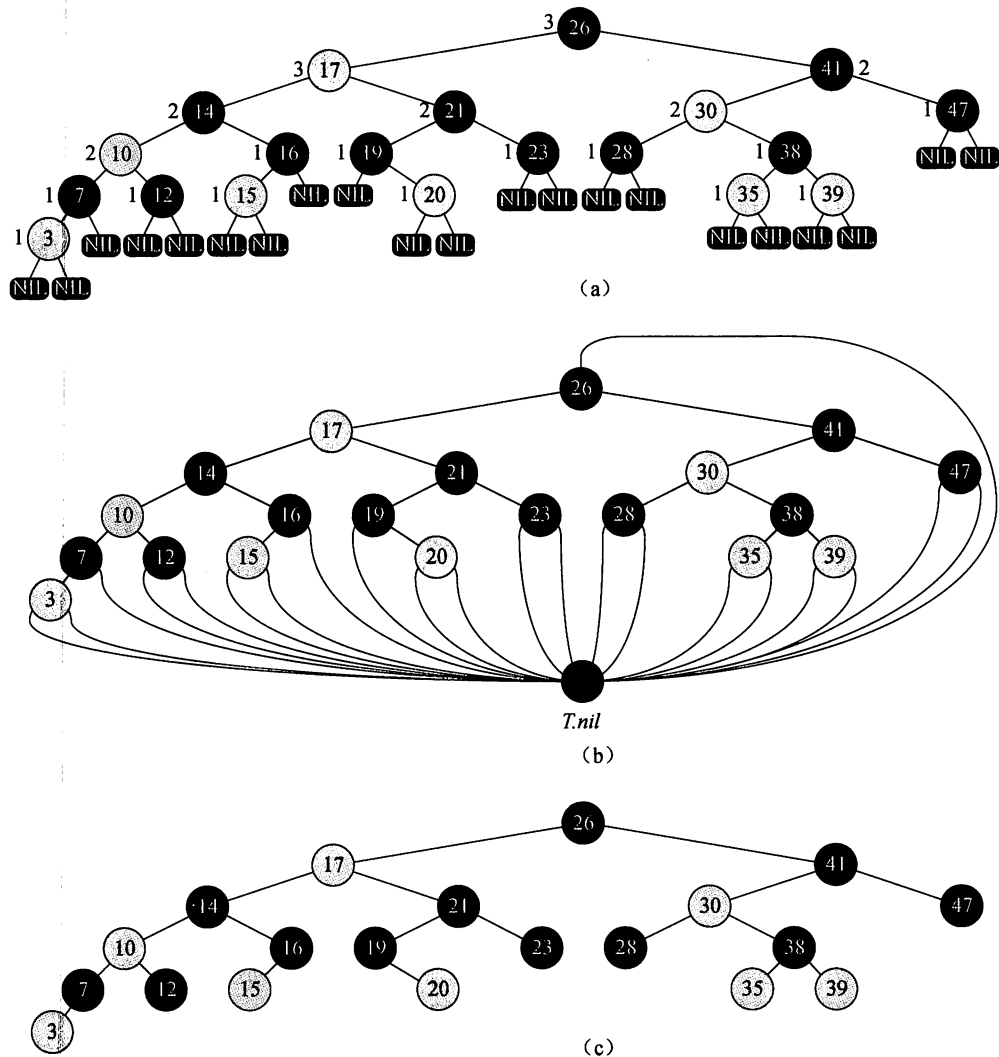 3 26
3 17 41 2
2 14 2 21 2 30 1 47
2 10 1 16 1 19 1 23 1 28 1 38 NIL NIL
1 7 1 12 1 15 NIL NIL 1 20 NIL NIL NIL NIL 1 35 1 39
1 3 NIL NIL NIL NIL NIL NIL NIL NIL NIL NIL NIL NIL
NIL NIL
(a)
26
17 41
14 21 30 47
10 16 19 23 28 38
7 12 15 20 35 39
3
T.nil
(b)
26
17 41
14 21 30 47
10 16 19 23 28 38
7 12 15 20 35 39
3
(c)